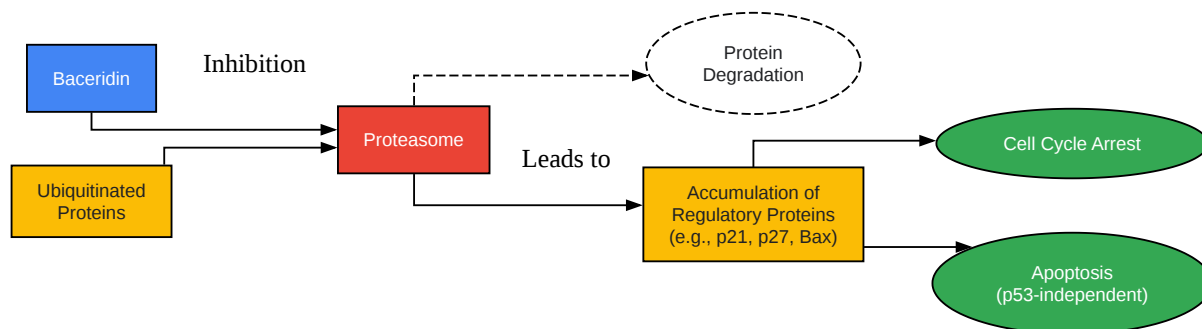 Inhibition
Baceridin
Protein
Degradation
Proteasome
Ubiquitinated
Proteins
Leads to
Cell Cycle Arrest
Accumulation of
Regulatory Proteins
(e.g., p21, p27, Bax)
Apoptosis
(p53-independent)